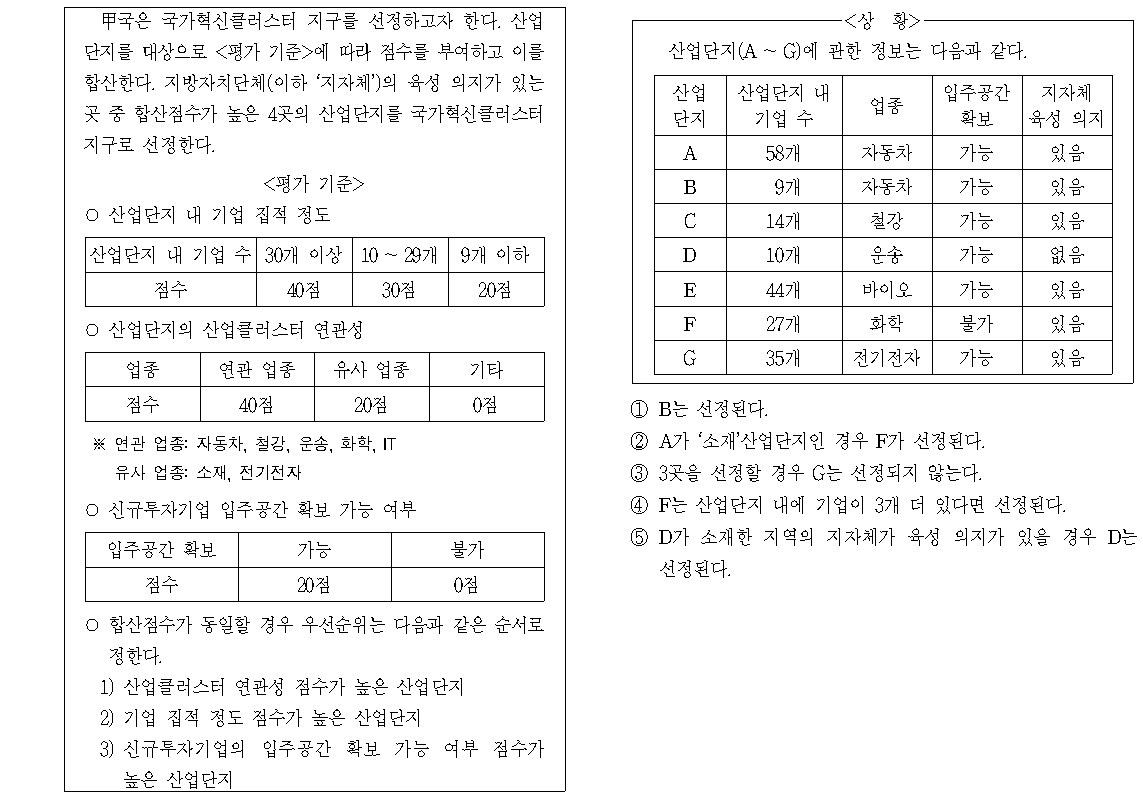 甲국은 국가혁신클러스터 지구를 선정하고자 한다. 산업
단지를 대상으로 <평가 기준>에 따라 점수를 부여하고 이를
합산한다. 지방자치단체(이하 ‘지자체’)의 육성 의지가 있는
곳 중 합산점수가 높은 4곳의 산업단지를 국가혁신클러스터
지구로 선정한다.
<평가 기준>
○ 산업단지 내 기업 집적 정도
산업단지 내 기업 수 30개 이상 10 ~ 29개 9개 이하
점수 40점 30점 20점
○ 산업단지의 산업클러스터 연관성
업종 연관 업종 유사 업종 기타
점수 40점 20점 0점
※ 연관 업종: 자동차, 철강, 운송, 화학, IT
유사 업종: 소재, 전기전자
○ 신규투자기업 입주공간 확보 가능 여부
입주공간 확보 가능 불가
점수 20점 0점
○ 합산점수가 동일할 경우 우선순위는 다음과 같은 순서로
정한다.
1) 산업클러스터 연관성 점수가 높은 산업단지
2) 기업 집적 정도 점수가 높은 산업단지
3) 신규투자기업의 입주공간 확보 가능 여부 점수가
높은 산업단지
<상 황>
산업단지(A ~ G)에 관한 정보는 다음과 같다.
산업 산업단지 내 업종 입주공간 지자체
단지 기업 수 확보 육성 의지
A 58개 자동차 가능 있음
B 9개 자동차 가능 있음
C 14개 철강 가능 있음
D 10개 운송 가능 없음
E 44개 바이오 가능 있음
F 27개 화학 불가 있음
G 35개 전기전자 가능 있음
① B는 선정된다.
② A가 ‘소재’산업단지인 경우 F가 선정된다.
③ 3곳을 선정할 경우 G는 선정되지 않는다.
④ F는 산업단지 내에 기업이 3개 더 있다면 선정된다.
⑤ D가 소재한 지역의 지자체가 육성 의지가 있을 경우 D는
선정된다.